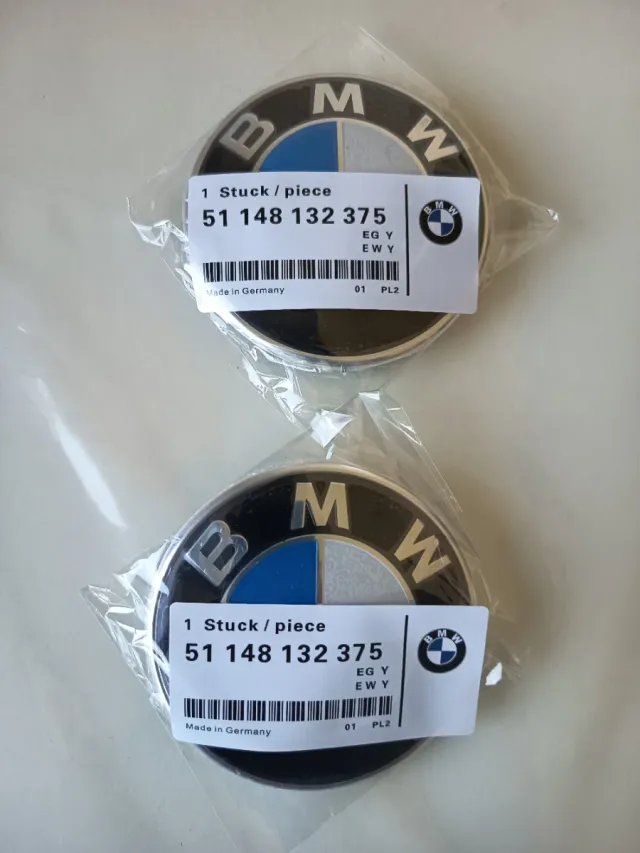 BMW
1 Stuck / piece
51 148 132 375
EG Y
EW Y
BMW
Made in Germany 01 PL2
BMW
1 Stuck / piece
51 148 132 375
EG Y
EW Y
BMW
Made in Germany 01 PL2